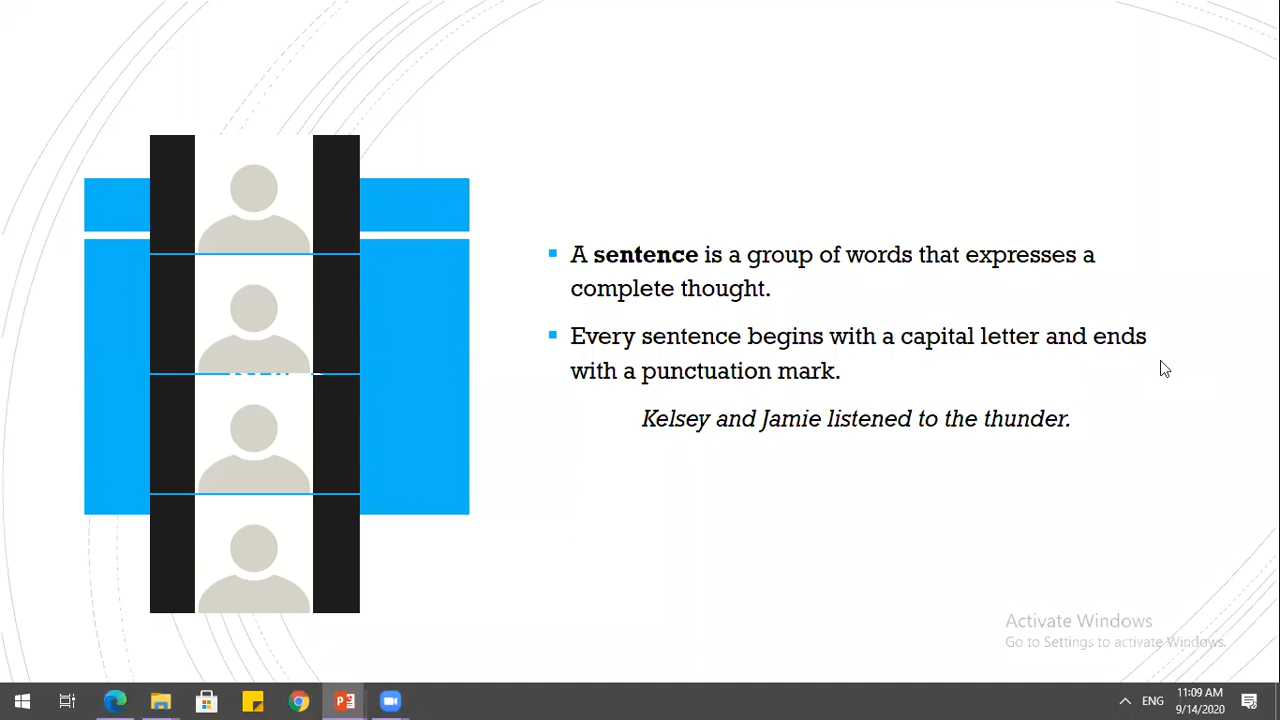 A sentence is a group of words that expresses a
complete thought.
Every sentence begins with a capital letter and ends
with a punctuation mark.
Kelsey and Jamie listened to the thunder.
Activate Windows
Go to Settings to activate Windows.
ENG
11:09 AM
9/14/2020